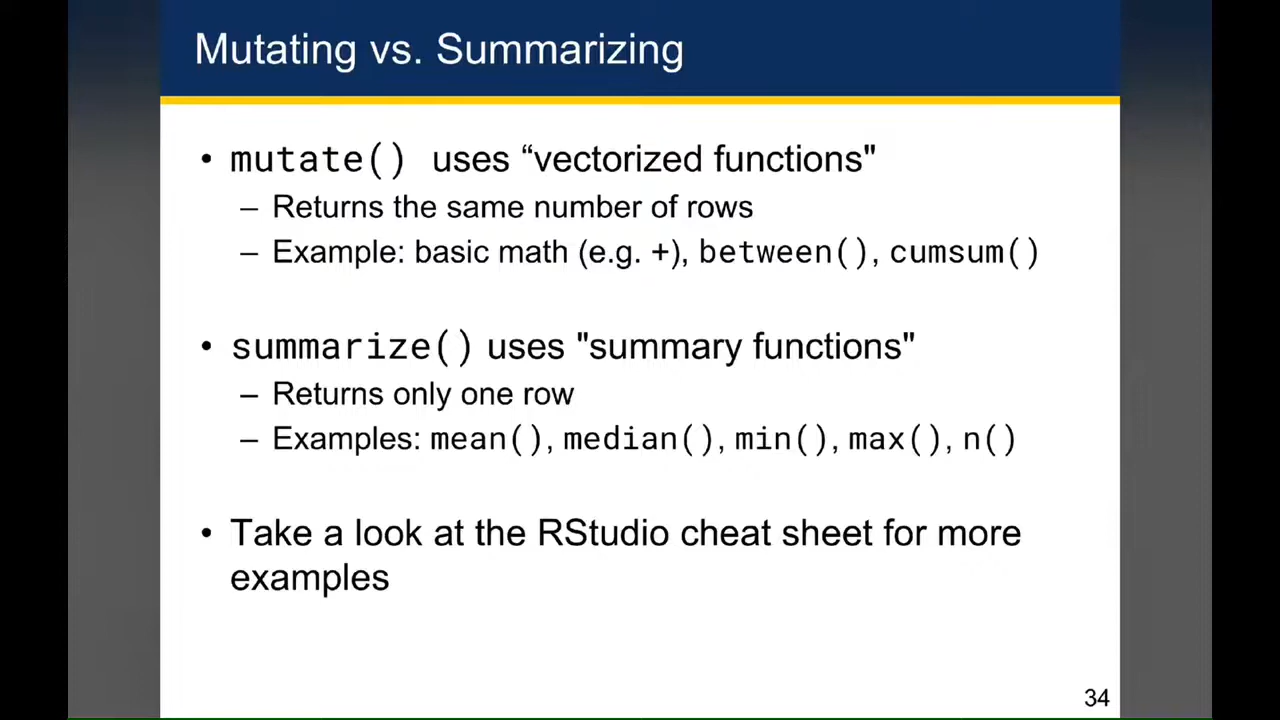 Mutating vs. Summarizing
• mutate() uses “vectorized functions"
– Returns the same number of rows
– Example: basic math (e.g. +), between(), cumsum()
• summarize() uses "summary functions"
– Returns only one row
– Examples: mean(), median(), min(), max(), n()
• Take a look at the RStudio cheat sheet for more
examples
34